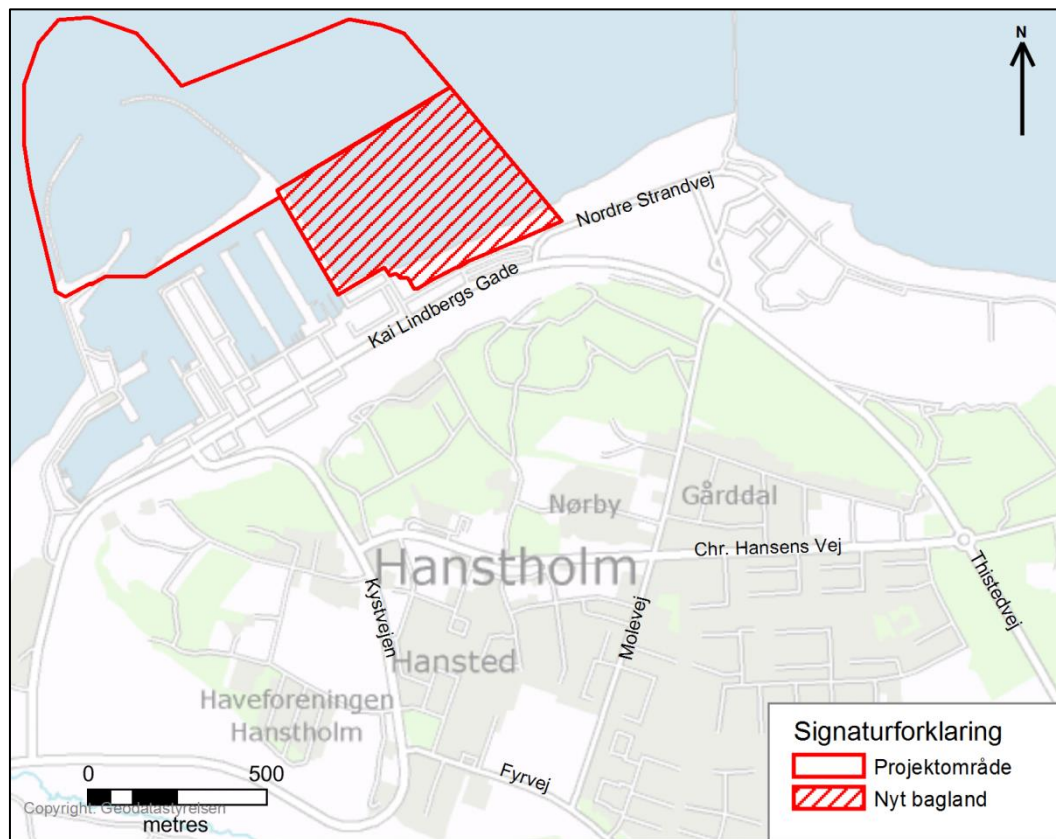 N
Nordre Strandvej
Kai Lindbergs Gade
Nørby
Gårddal
Chr. Hansens Vej
Hanstholm
Thistedvej
Kystvejen
Molevej
Hansted
Haveforeningen
Hanstholm
Fyrvej
Signaturforklaring
Projektområde
Nyt bagland
0 500
Copyright: Geodatastyrelsen
metres